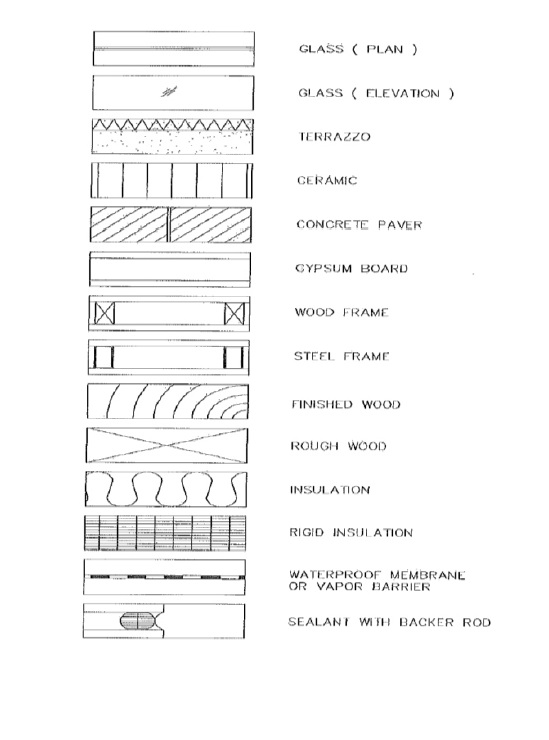 GLASS ( PLAN )
GLASS ( ELEVATION )
TERRAZZO
CERAMIC
CONCRETE PAVER
GYPSUM BOARD
WOOD FRAME
STEEL FRAME
FINISHED WOOD
ROUGH WOOD
INSULATION
RIGID INSULATION
WATERPROOF MEMBRANE
OR VAPOR BARRIER
SEALANT WITH BACKER ROD